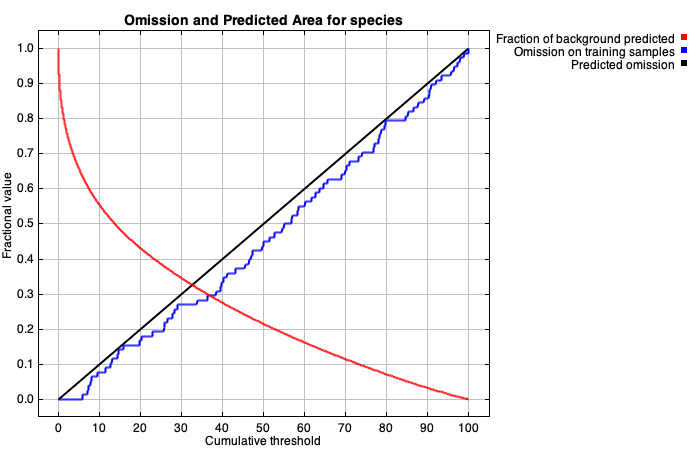 Omission and Predicted Area for species
Fraction of background predicted
Omission on training samples
Predicted omission
1.0
0.9
0.8
0.7
0.6
0.5
0.4
0.3
0.2
0.1
0.0
Fractional value
0 10 20 30 40 50 60 70 80 90 100
Cumulative threshold